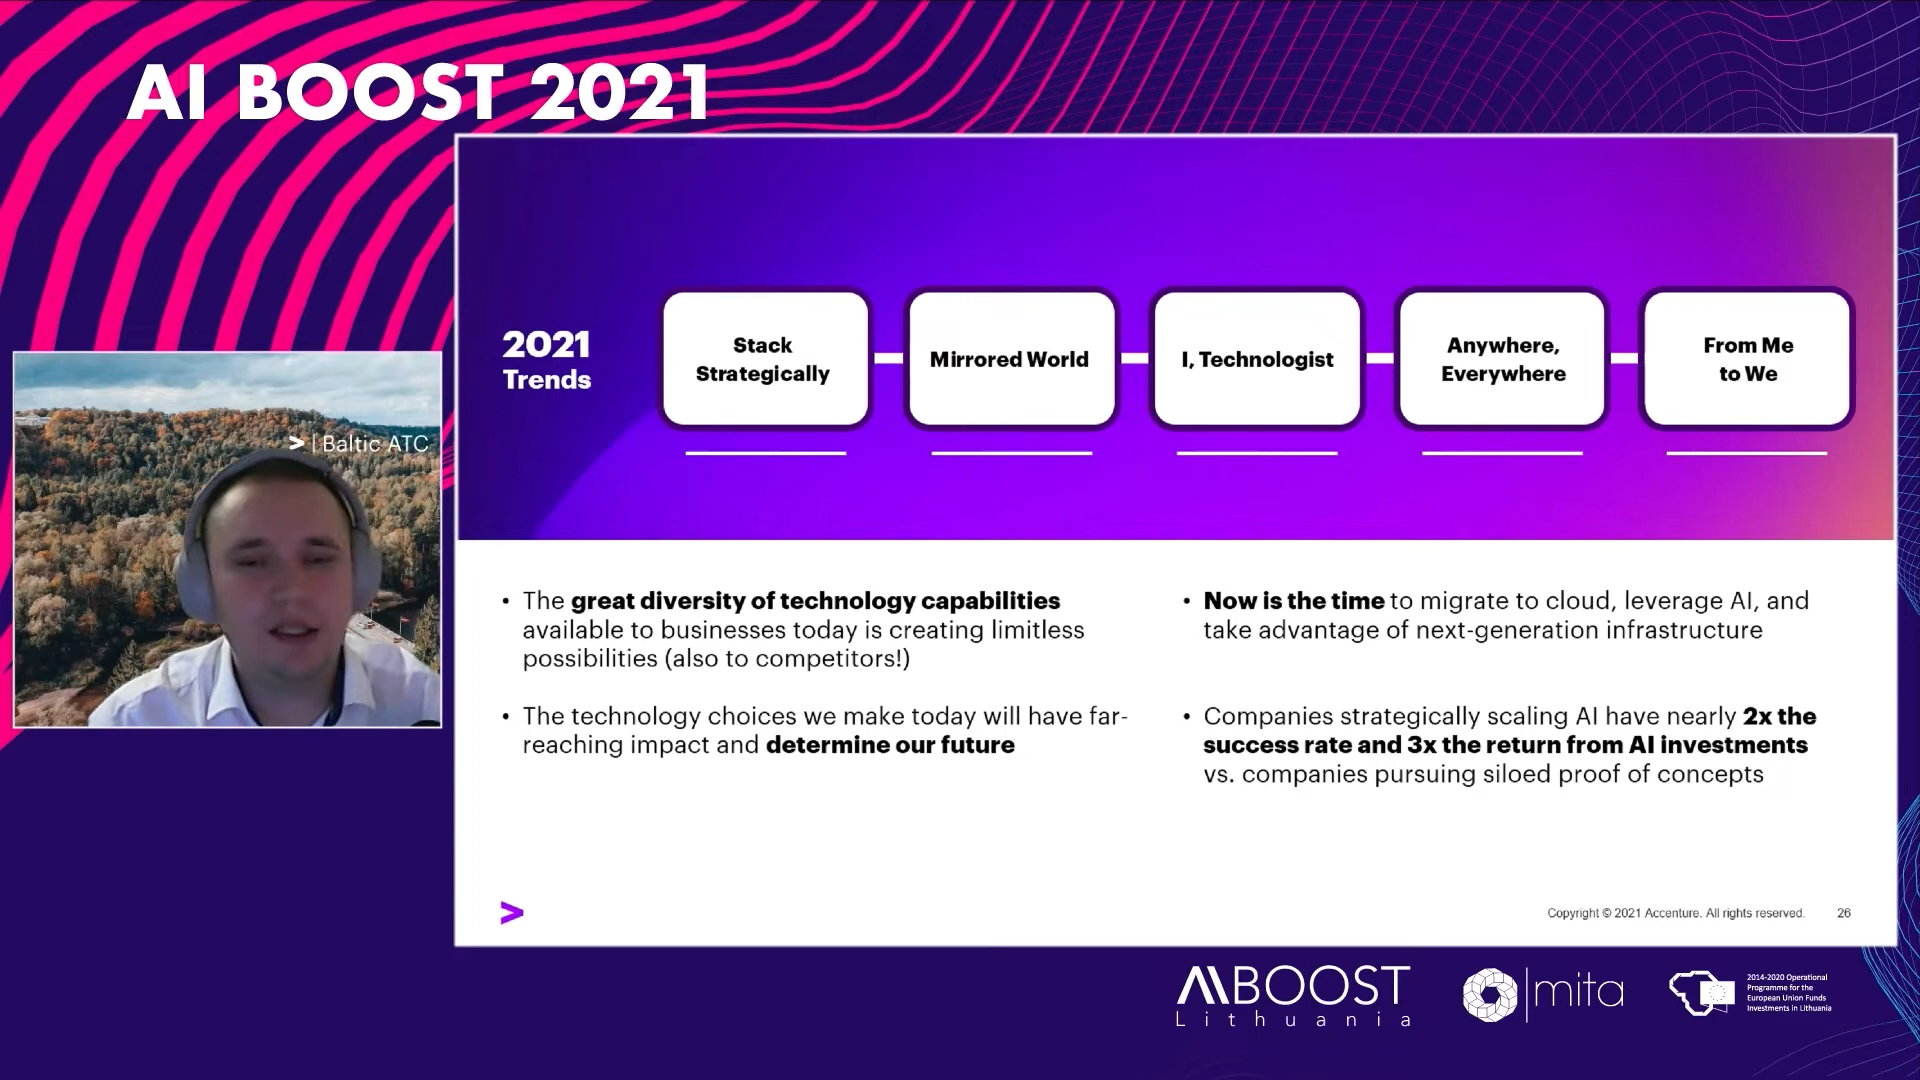 AI BOOST 2021
> | Baltic ATC
2021
Trends
Stack
Strategically
Mirrored World
I, Technologist
Anywhere,
Everywhere
From Me
to We
• The great diversity of technology capabilities
available to businesses today is creating limitless
possibilities (also to competitors!)
• The technology choices we make today will have far-
reaching impact and determine our future
• Now is the time to migrate to cloud, leverage AI, and
take advantage of next-generation infrastructure
• Companies strategically scaling AI have nearly 2x the
success rate and 3x the return from AI investments
vs. companies pursuing siloed proof of concepts
>
Copyright © 2021 Accenture. All rights reserved. 26
AIBOOST
Lithuania
mita
2014-2020 Operational
Programme for the
European Union Funds
Investments in Lithuania